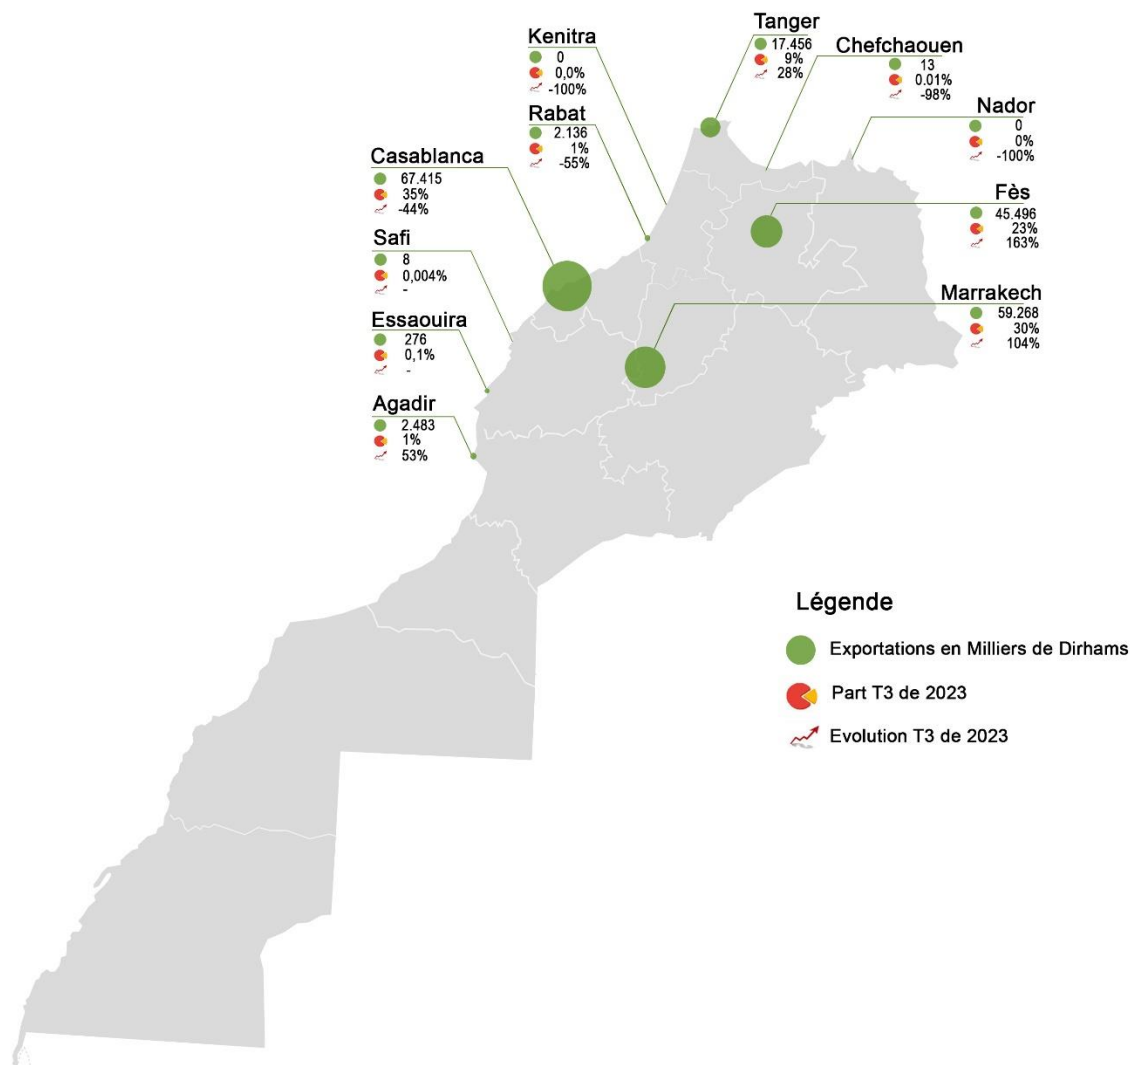 Tanger
17.456
9%
28%
Kenitra
0
0,0%
-100%
Chefchaouen
13
0.01%
-98%
Rabat
2.136
1%
-55%
Nador
0
0%
-100%
Casablanca
67.415
35%
-44%
Fès
45.496
23%
163%
Safi
8
0,004%
-
Marrakech
59.268
30%
104%
Essaouira
276
0,1%
-
Agadir
2.483
1%
53%
Légende
Exportations en Milliers de Dirhams
Part T3 de 2023
Evolution T3 de 2023